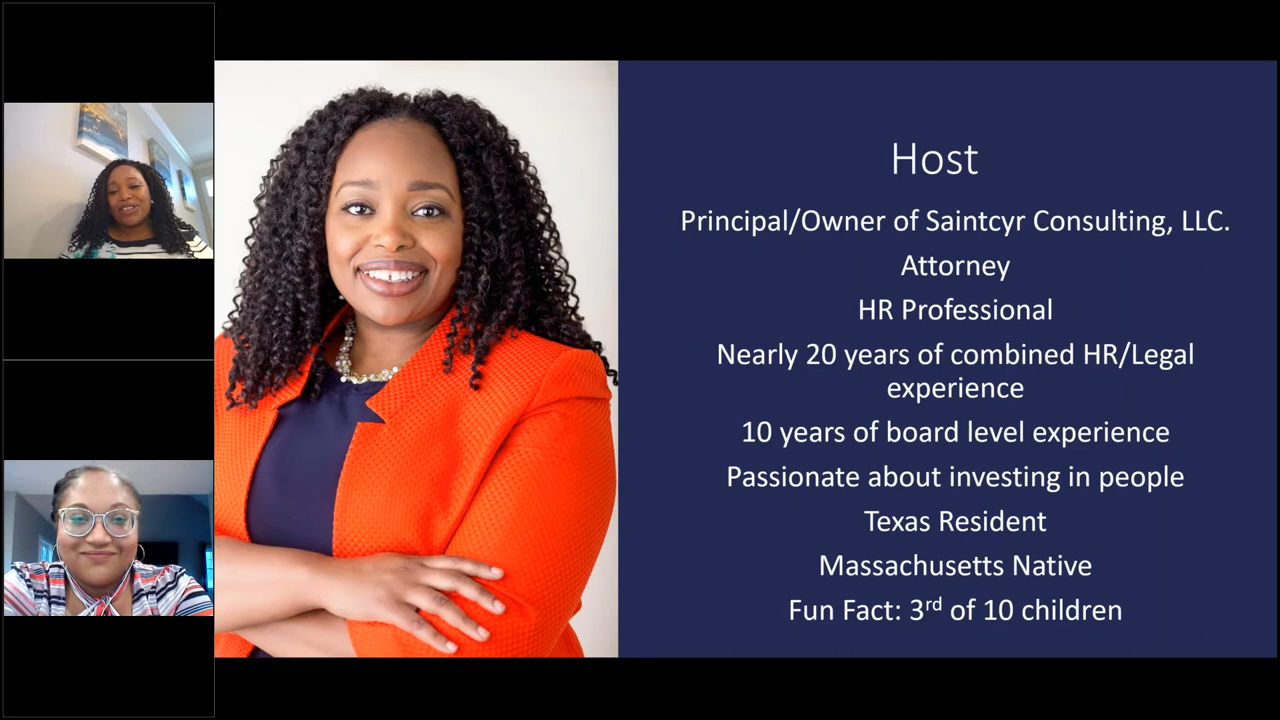 Host
Principal/Owner of Saintcyr Consulting, LLC.
Attorney
HR Professional
Nearly 20 years of combined HR/Legal
experience
10 years of board level experience
Passionate about investing in people
Texas Resident
Massachusetts Native
Fun Fact: 3rd of 10 children